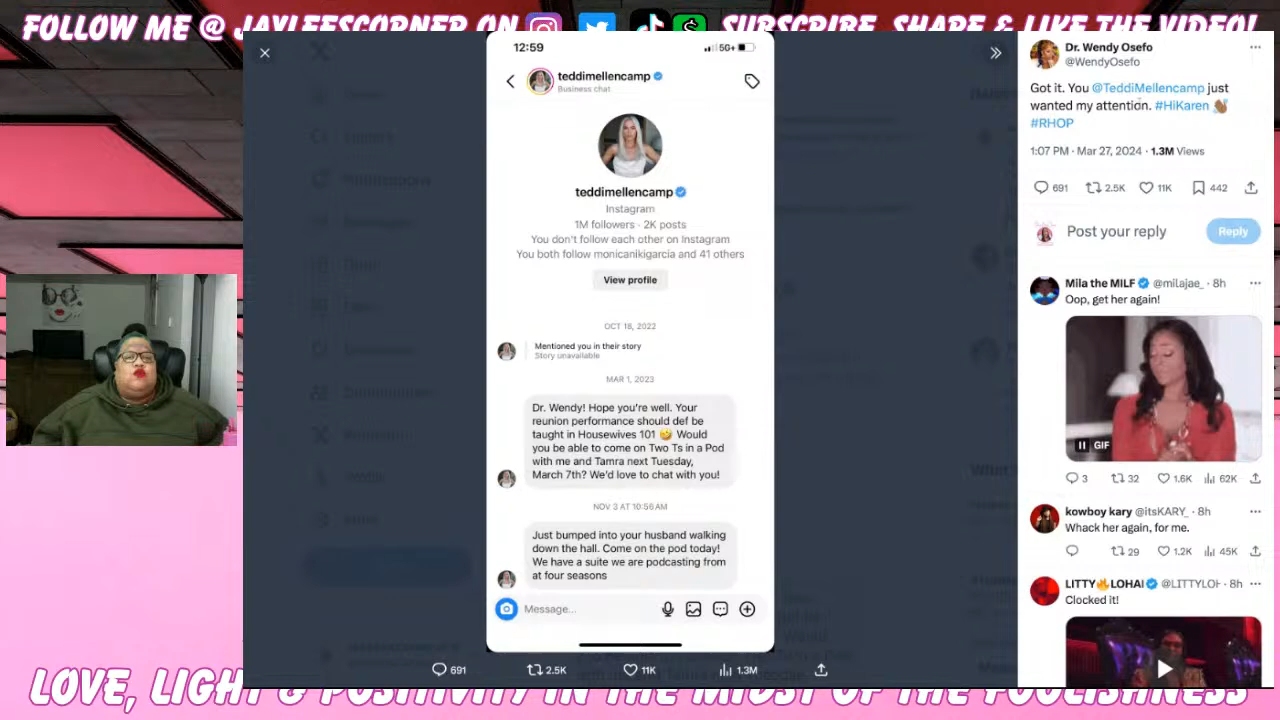 FOLLOW ME @ JAYLEESCORNER ON
SUBSCRIBE, SHARE & LIKE THE VIDEO!
12:59
5G+
teddimellencamp
Business chat
teddimellencamp
Instagram
1M followers · 2K posts
You don't follow each other on Instagram
You both follow monicanikigarcia and 41 others
View profile
OCT 18, 2022
Mentioned you in their story
Story unavailable
MAR 1, 2023
Dr. Wendy! Hope you're well. Your
reunion performance should def be
taught in Housewives 101 🤣 Would
you be able to come on Two Ts in a Pod
with me and Tamra next Tuesday,
March 7th? We'd love to chat with you!
NOV 3 AT 10:56 AM
Just bumped into your husband walking
down the hall. Come on the pod today!
We have a suite we are podcasting from
at four seasons
Message...
691 2.5K 11K 1.3M
Dr. Wendy Osefo
@WendyOsefo
Got it. You @TeddiMellencamp just
wanted my attention. #HiKaren 👋🏾
#RHOP
1:07 PM · Mar 27, 2024 · 1.3M Views
691 2.5K 11K 442
Post your reply
Reply
Mila the MILF @milajae_ · 8h
Oop, get her again!
GIF
3 32 1.6K 62K
kowboy kary @itsKARY_ · 8h
Whack her again, for me.
29 1.2K 45K
LITTY🔥LOHAI @LITTYLOH · 8h
Clocked it!
LOVE, LIGHT & POSITIVITY IN THE MIDST OF THE FOOLISHNESS